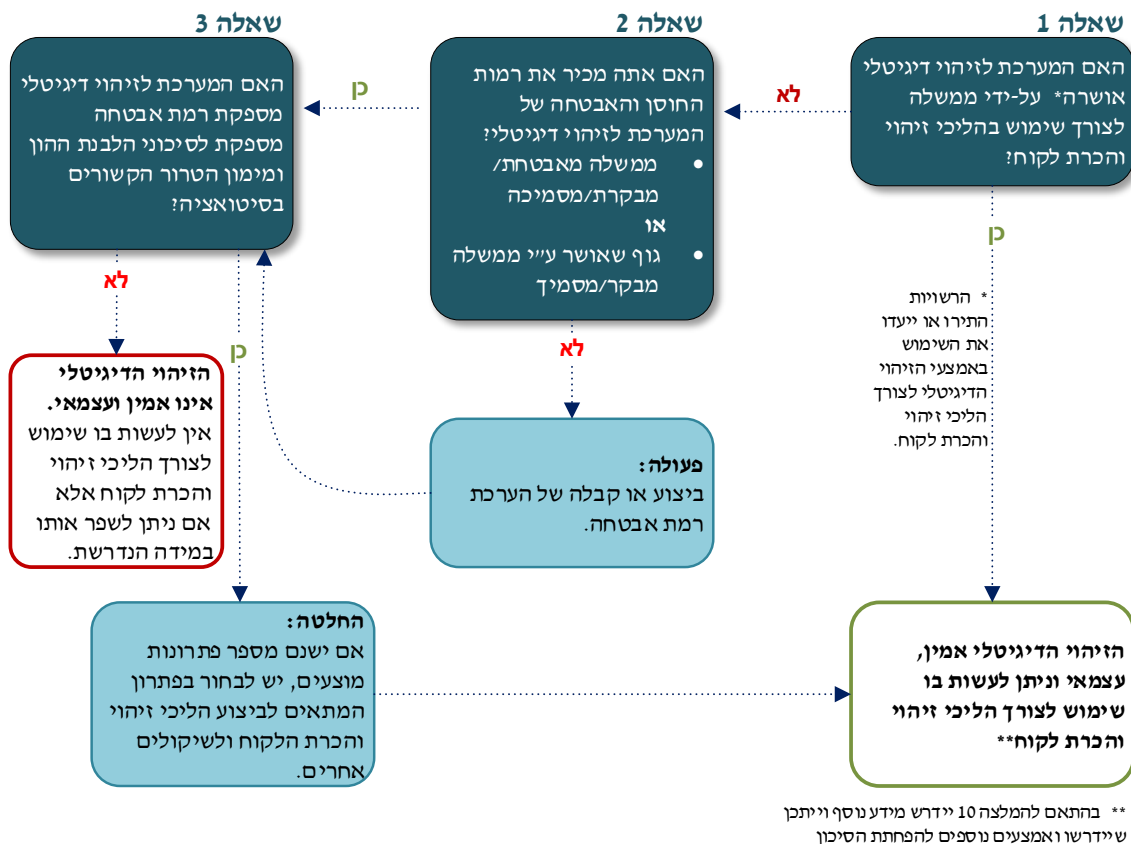 שאלה 1
האם המערכת לזיהוי דיגיטלי
אושרה* על-ידי ממשלה
לצורך שימוש בהליכי זיהוי
והכרת לקוח?
לא
כן
* הרשויות
התירו או ייעדו
את השימוש
באמצעי הזיהוי
הדיגיטלי לצורך
הליכי זיהוי
והכרת לקוח.
שאלה 2
האם אתה מכיר את רמות
החוסן והאבטחה של
המערכת לזיהוי דיגיטלי?
• ממשלה מאבטחת/
מבקרת/מסמיכה
או
• גוף שאושר ע״י ממשלה
מבקר/מסמיך
כן
לא
שאלה 3
האם המערכת לזיהוי דיגיטלי
מספקת רמת אבטחה
מספקת לסיכוני הלבנת ההון
ומימון הטרור הקשורים
בסיטואציה?
לא
כן
הזיהוי הדיגיטלי
אינו אמין ועצמאי.
אין לעשות בו שימוש
לצורך הליכי זיהוי
והכרת לקוח אלא
אם ניתן לשפר אותו
במידה הנדרשת.
פעולה:
ביצוע או קבלה של הערכת
רמת אבטחה.
החלטה:
אם ישנם מספר פתרונות
מוצעים, יש לבחור בפתרון
המתאים לביצוע הליכי זיהוי
והכרת הלקוח ולשיקולים
אחרים.
הזיהוי הדיגיטלי אמין,
עצמאי וניתן לעשות בו
שימוש לצורך הליכי זיהוי
והכרת לקוח**
** בהתאם להמלצה 10 יידרש מידע נוסף וייתכן
שיידרשו ואמצעים נוספים להפחתת הסיכון